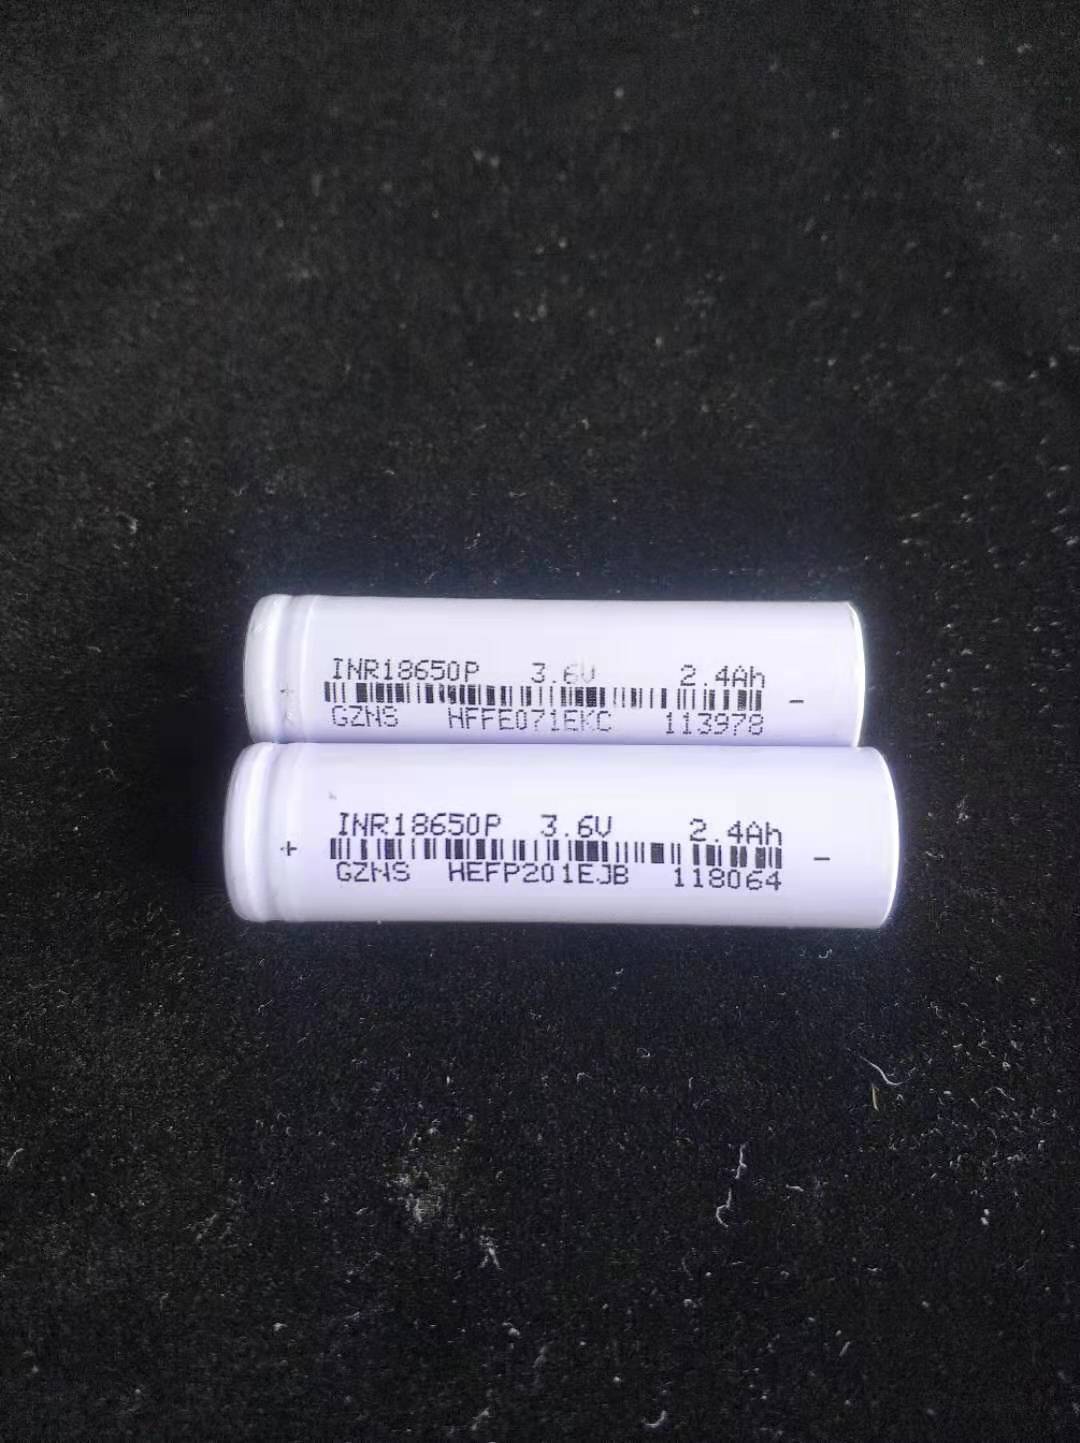 INR18650P 3.6V 2.4Ah
+ -
GZNS HFFE071EKC 113978
INR18650P 3.6V 2.4Ah
+ -
GZNS HEFP201EJB 118064